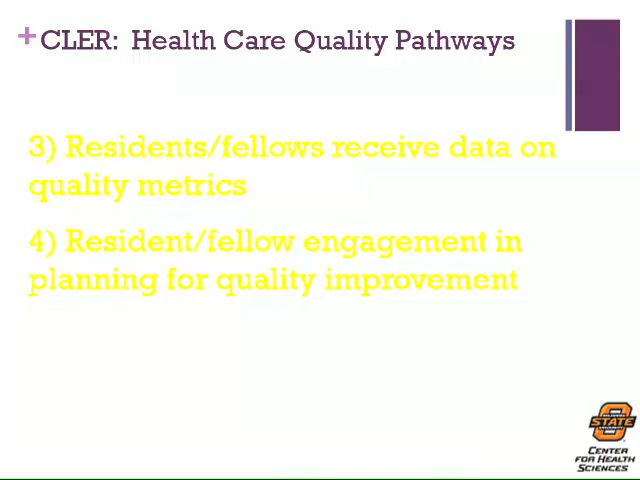 + CLER: Health Care Quality Pathways
3) Residents/fellows receive data on
quality metrics
4) Resident/fellow engagement in
planning for quality improvement
STATE
CENTER
FOR HEALTH
SCIENCES